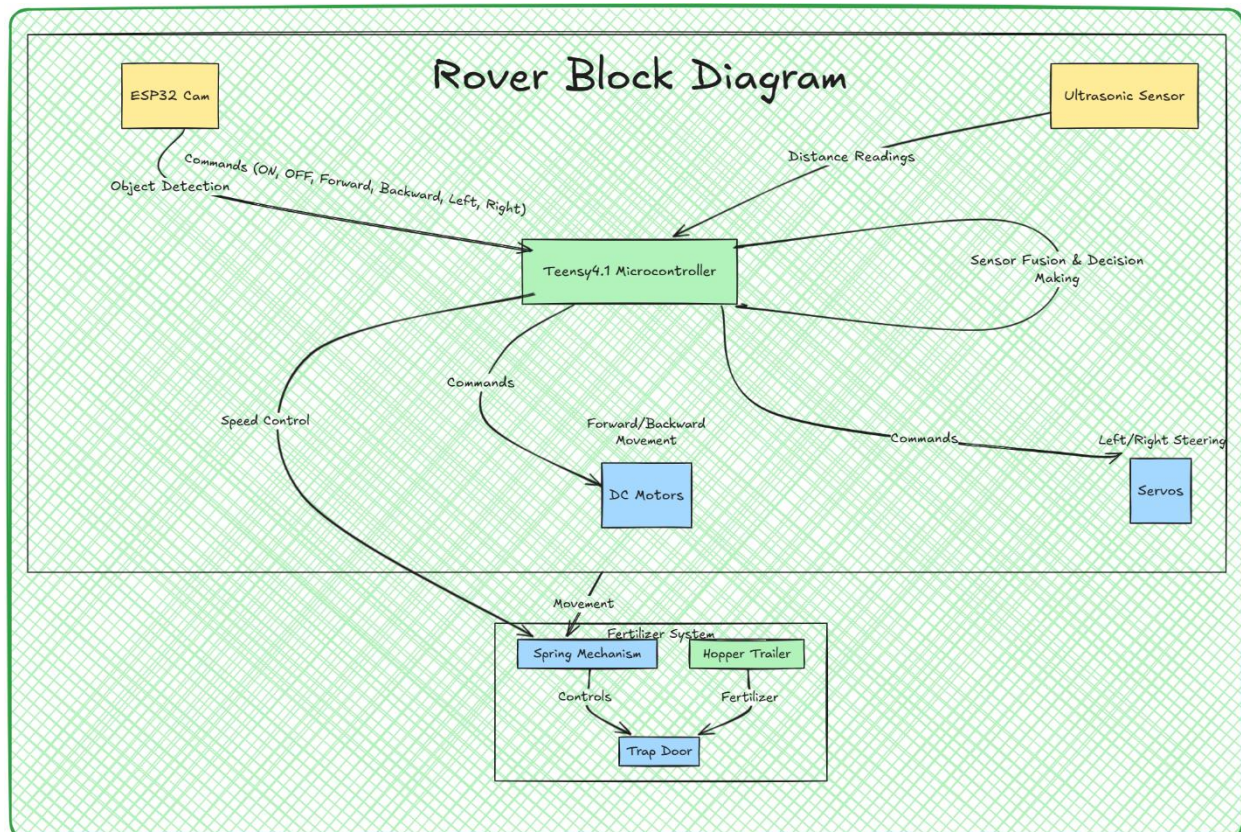 Rover Block Diagram
ESP32 Cam
Ultrasonic Sensor
Commands (ON, OFF, Forward, Backward, Left, Right)
Object Detection
Distance Readings
Teensy4.1 Microcontroller
Sensor Fusion & Decision
Making
Commands
Speed Control
Forward/Backward
Movement
Commands
Left/Right Steering
DC Motors
Servos
Movement
Fertilizer System
Spring Mechanism
Hopper Trailer
Controls
Fertilizer
Trap Door